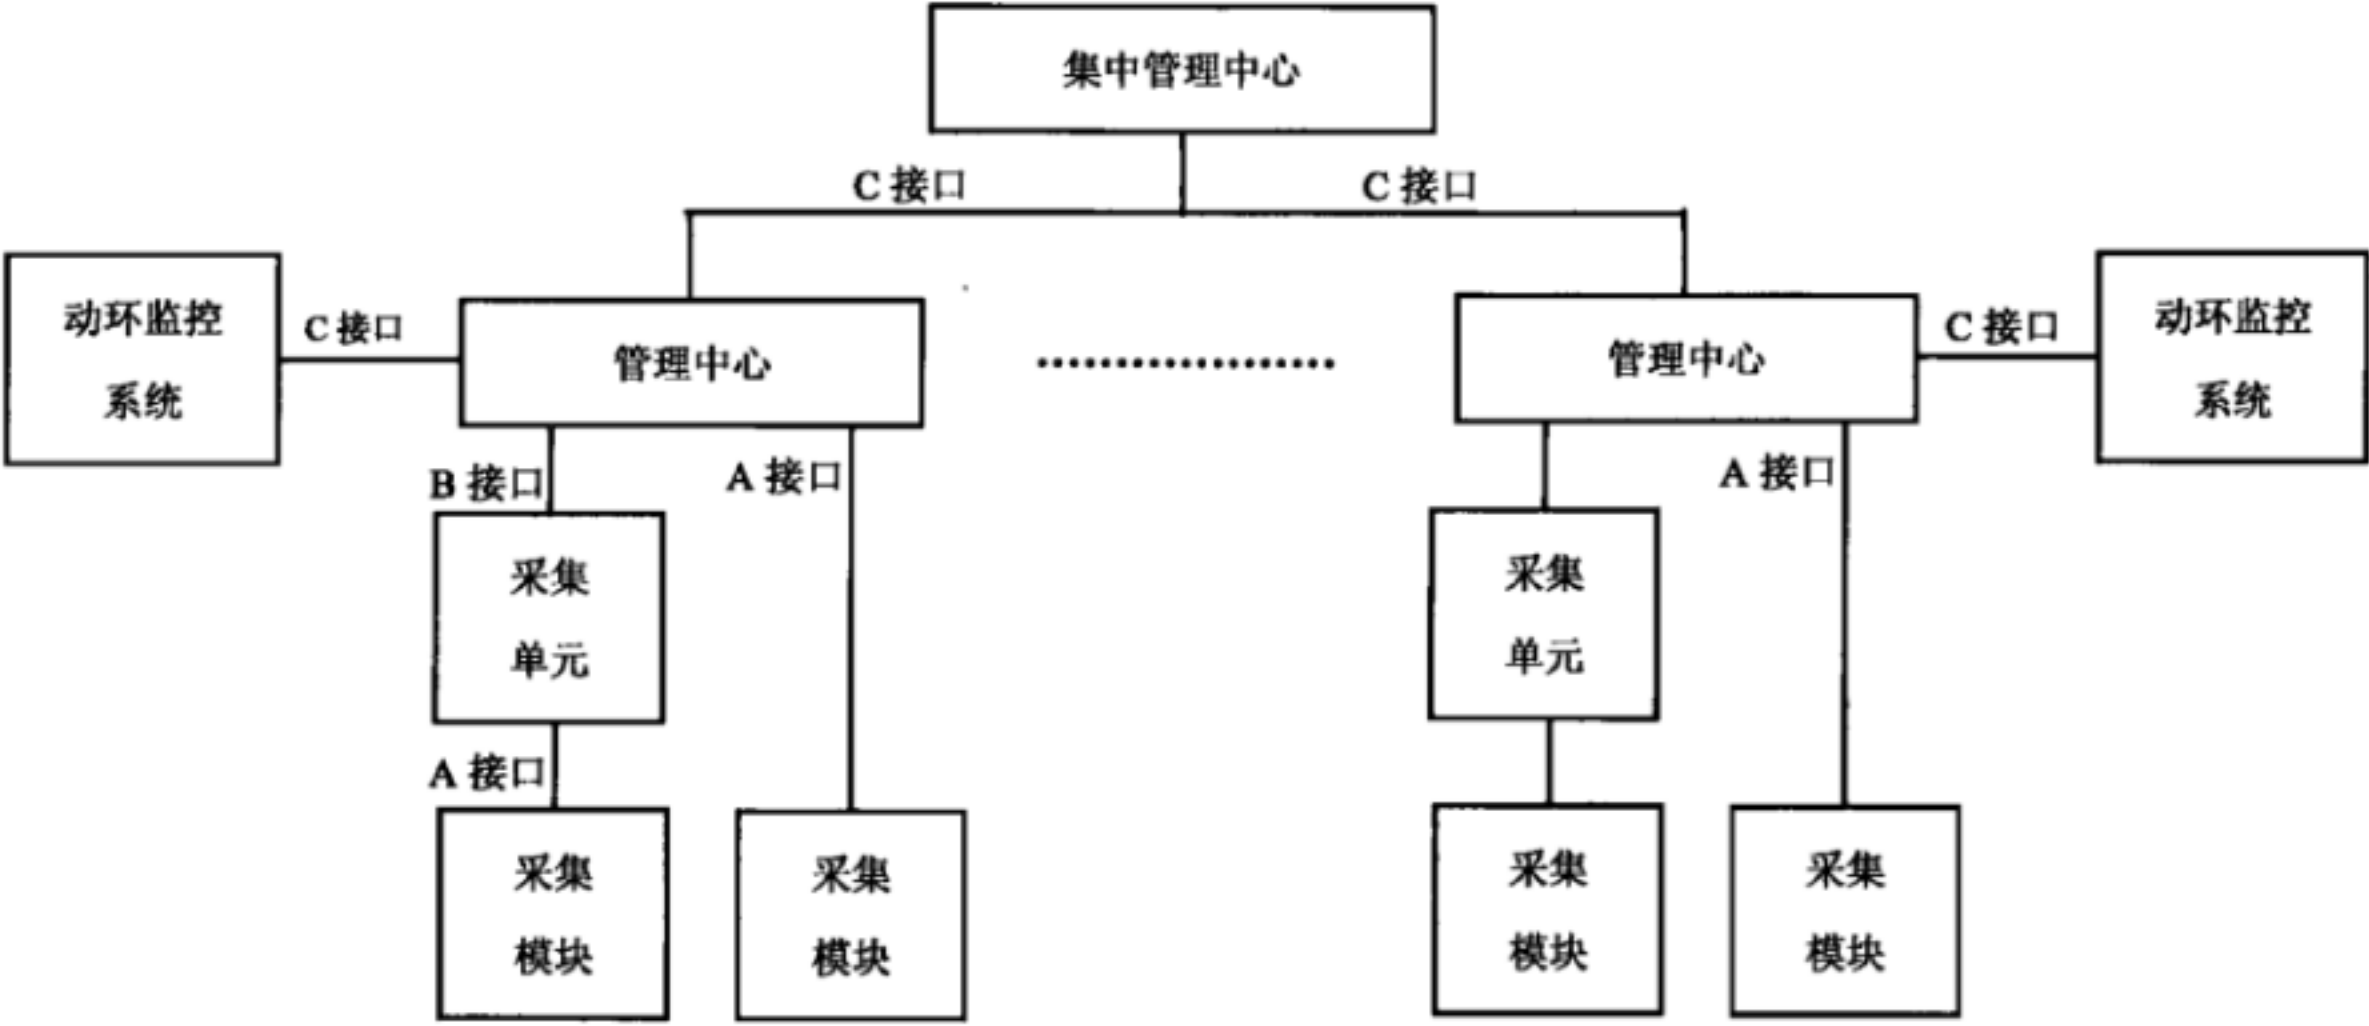 集中管理中心
C 接口
C 接口
动环监控
系统
C 接口
管理中心
管理中心
C 接口
动环监控
系统
B 接口
A 接口
A 接口
采集
单元
采集
单元
A 接口
采集
模块
采集
模块
采集
模块
采集
模块